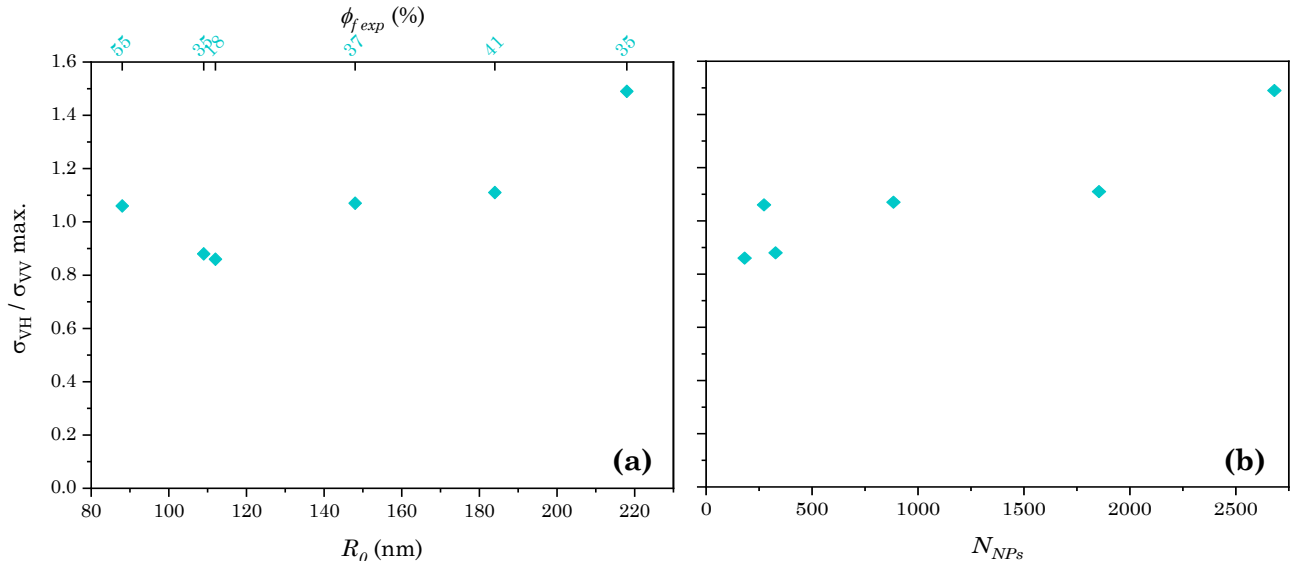 ϕf exp (%)
55 35 18 37 41 35
1.6
1.4
1.2
1.0
0.8
0.6
0.4
0.2
0.0
σVH / σVV max.
(a)
80 100 120 140 160 180 200 220
R0 (nm)
(b)
0 500 1000 1500 2000 2500
NNPs